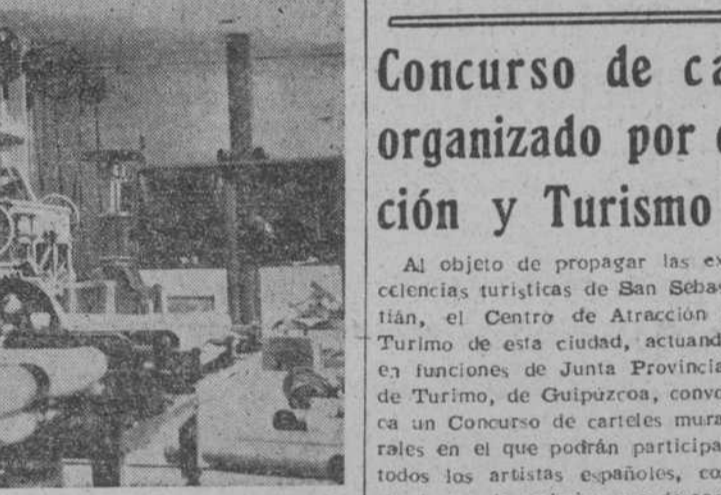 Concurso de ca
organizado por
ción y Turismo
Al objeto de propagar las ex
celencias turísticas de San Sebas
tián, el Centro de Atracción
Turimo de esta ciudad, actuand
en funciones de Junta Provincia
de Turimo, de Guipúzcoa, convo
ca un Concurso de carteles mura
rales en el que podrán participa
todos los artistas españoles, co